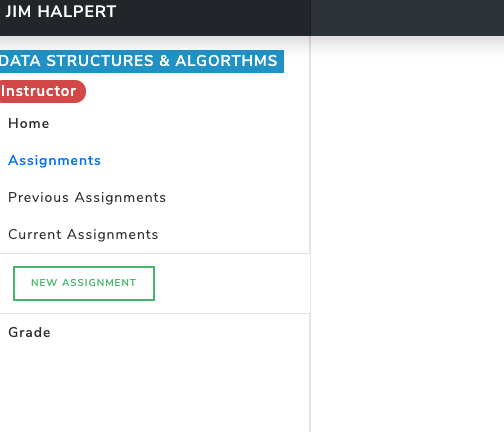 JIM HALPERT
DATA STRUCTURES & ALGORTHMS
Instructor
Home
Assignments
Previous Assignments
Current Assignments
NEW ASSIGNMENT
Grade